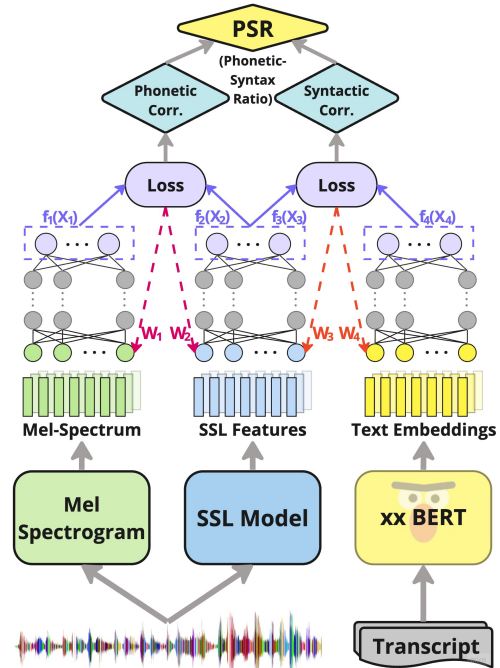 PSR
(Phonetic-
Syntax
Ratio)
Phonetic
Corr.
Syntactic
Corr.
Loss
Loss
f₁(X₁)
f₂(X₂)
f₃(X₃)
f₄(X₄)
W₁
W₂
W₃
W₄
Mel-Spectrum
SSL Features
Text Embeddings
Mel
Spectrogram
SSL Model
xx BERT
Transcript